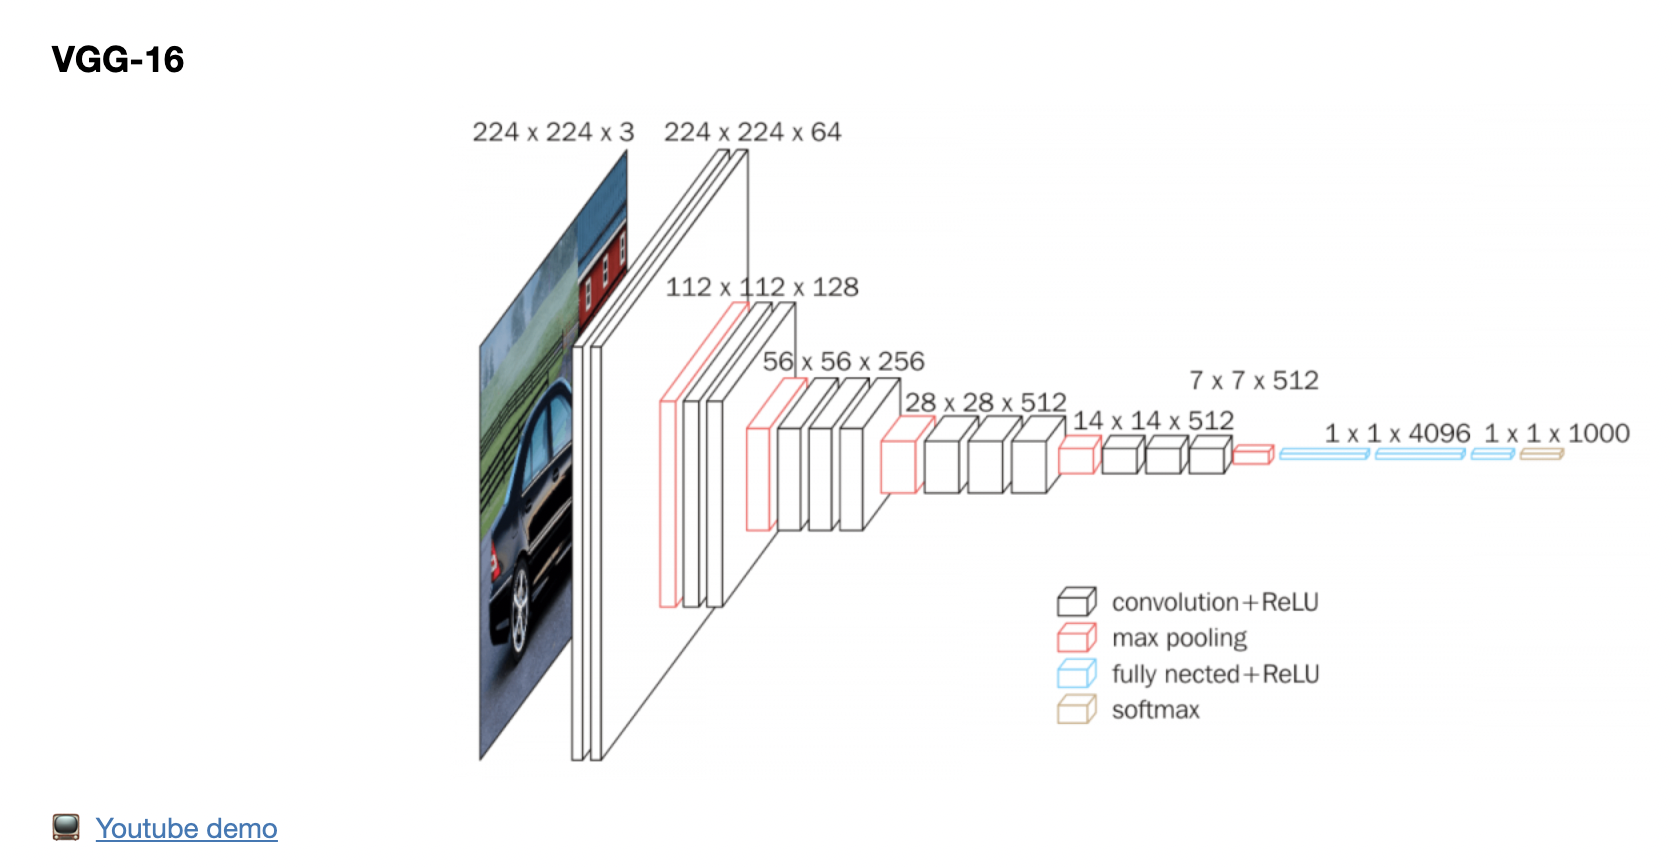 VGG-16
224 x 224 x 3
224 x 224 x 64
112 x 112 x 128
56 x 56 x 256
28 x 28 x 512
14 x 14 x 512
7 x 7 x 512
1 x 1 x 4096
1 x 1 x 1000
convolution+ReLU
max pooling
fully nected+ReLU
softmax
Youtube demo